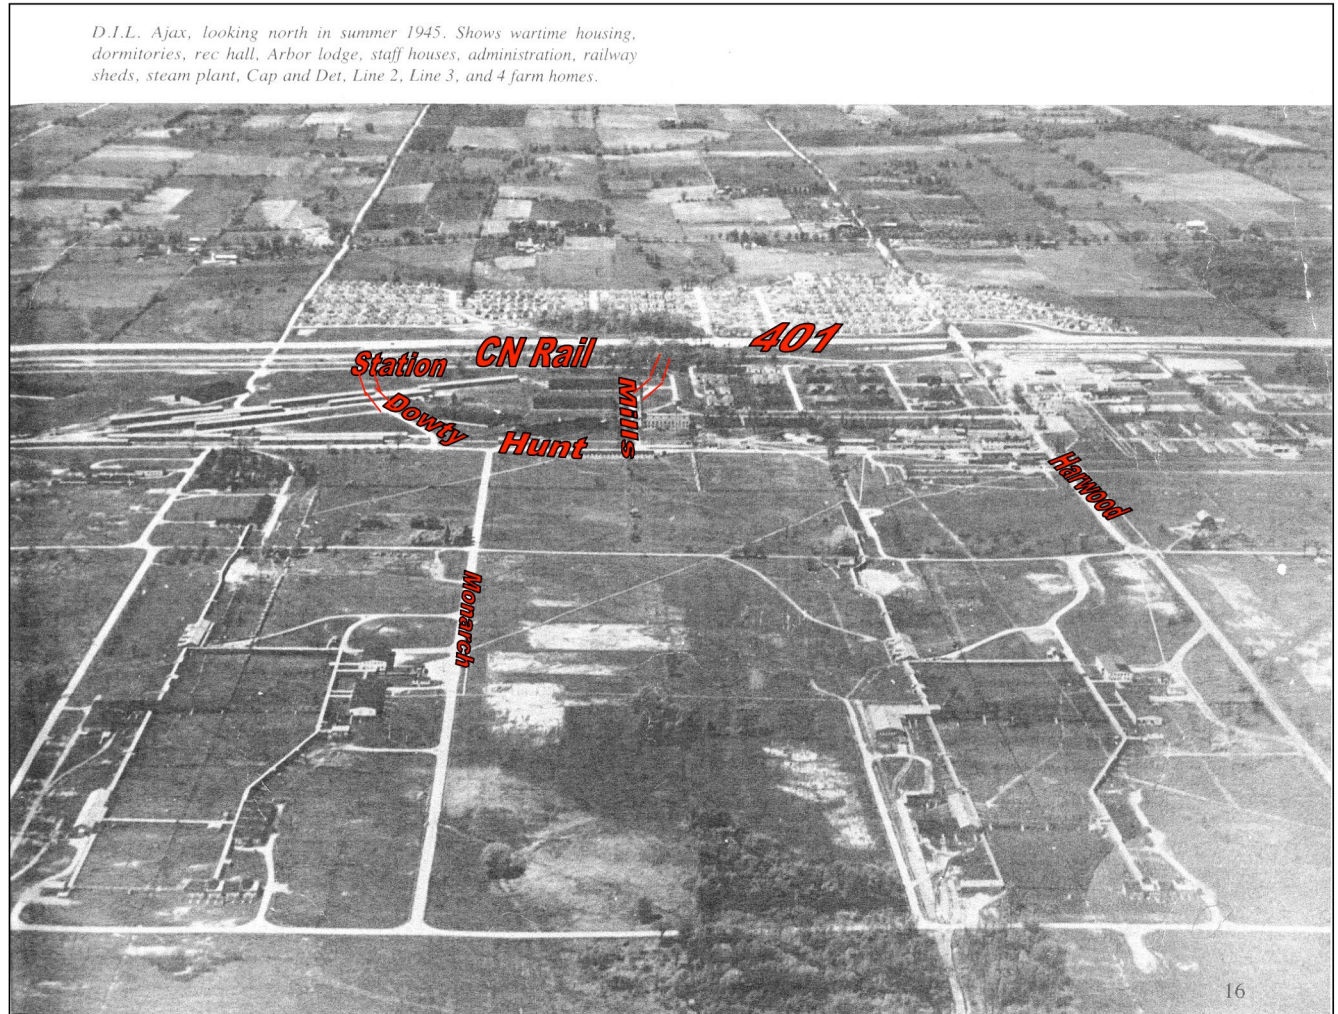 D.I.L. Ajax, looking north in summer 1945. Shows wartime housing,
dormitories, rec hall, Arbor lodge, staff houses, administration, railway
sheds, steam plant, Cap and Det, Line 2, Line 3, and 4 farm homes.
401
CN Rail
Station
Mills
Dowty
Hunt
Harwood
Monarch
16